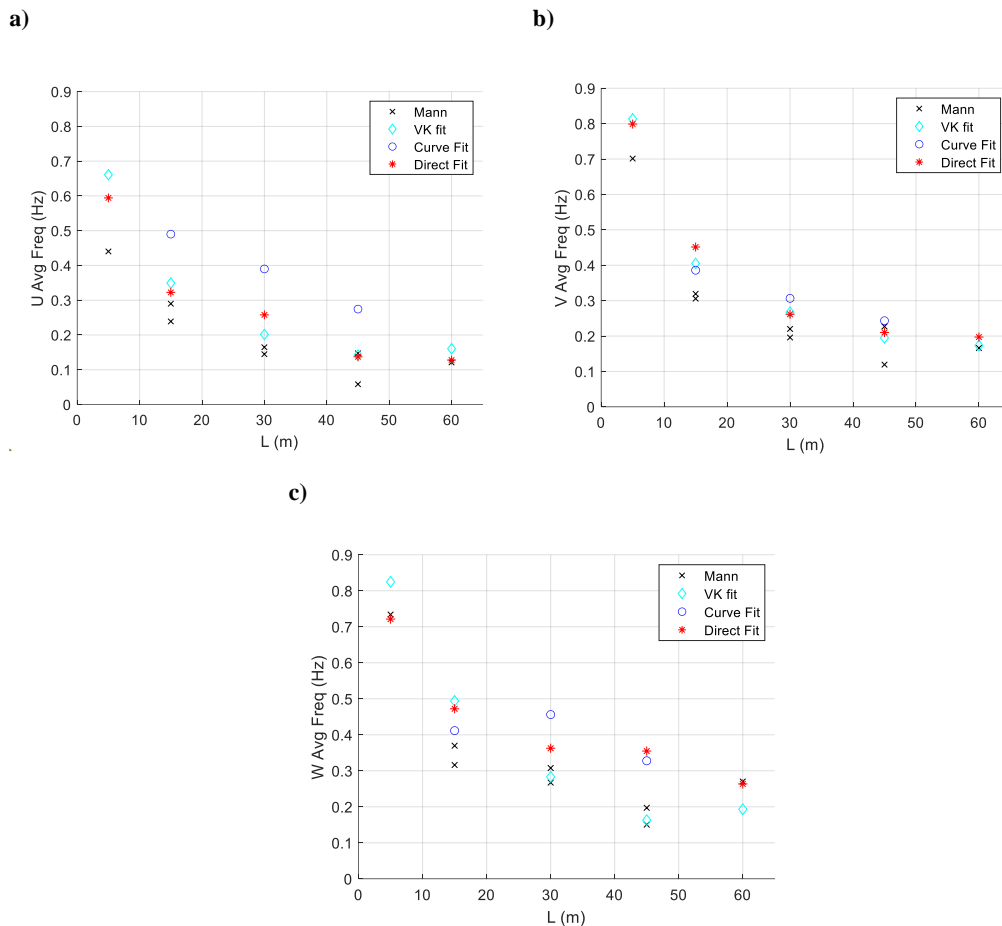 a)
0.9
0.8
0.7
0.6
0.5
0.4
0.3
0.2
0.1
0
U Avg Freq (Hz)
0 10 20 30 40 50 60
L (m)
Mann
VK fit
Curve Fit
Direct Fit
b)
0.9
0.8
0.7
0.6
0.5
0.4
0.3
0.2
0.1
0
V Avg Freq (Hz)
0 10 20 30 40 50 60
L (m)
Mann
VK fit
Curve Fit
Direct Fit
c)
0.9
0.8
0.7
0.6
0.5
0.4
0.3
0.2
0.1
0
W Avg Freq (Hz)
0 10 20 30 40 50 60
L (m)
Mann
VK fit
Curve Fit
Direct Fit